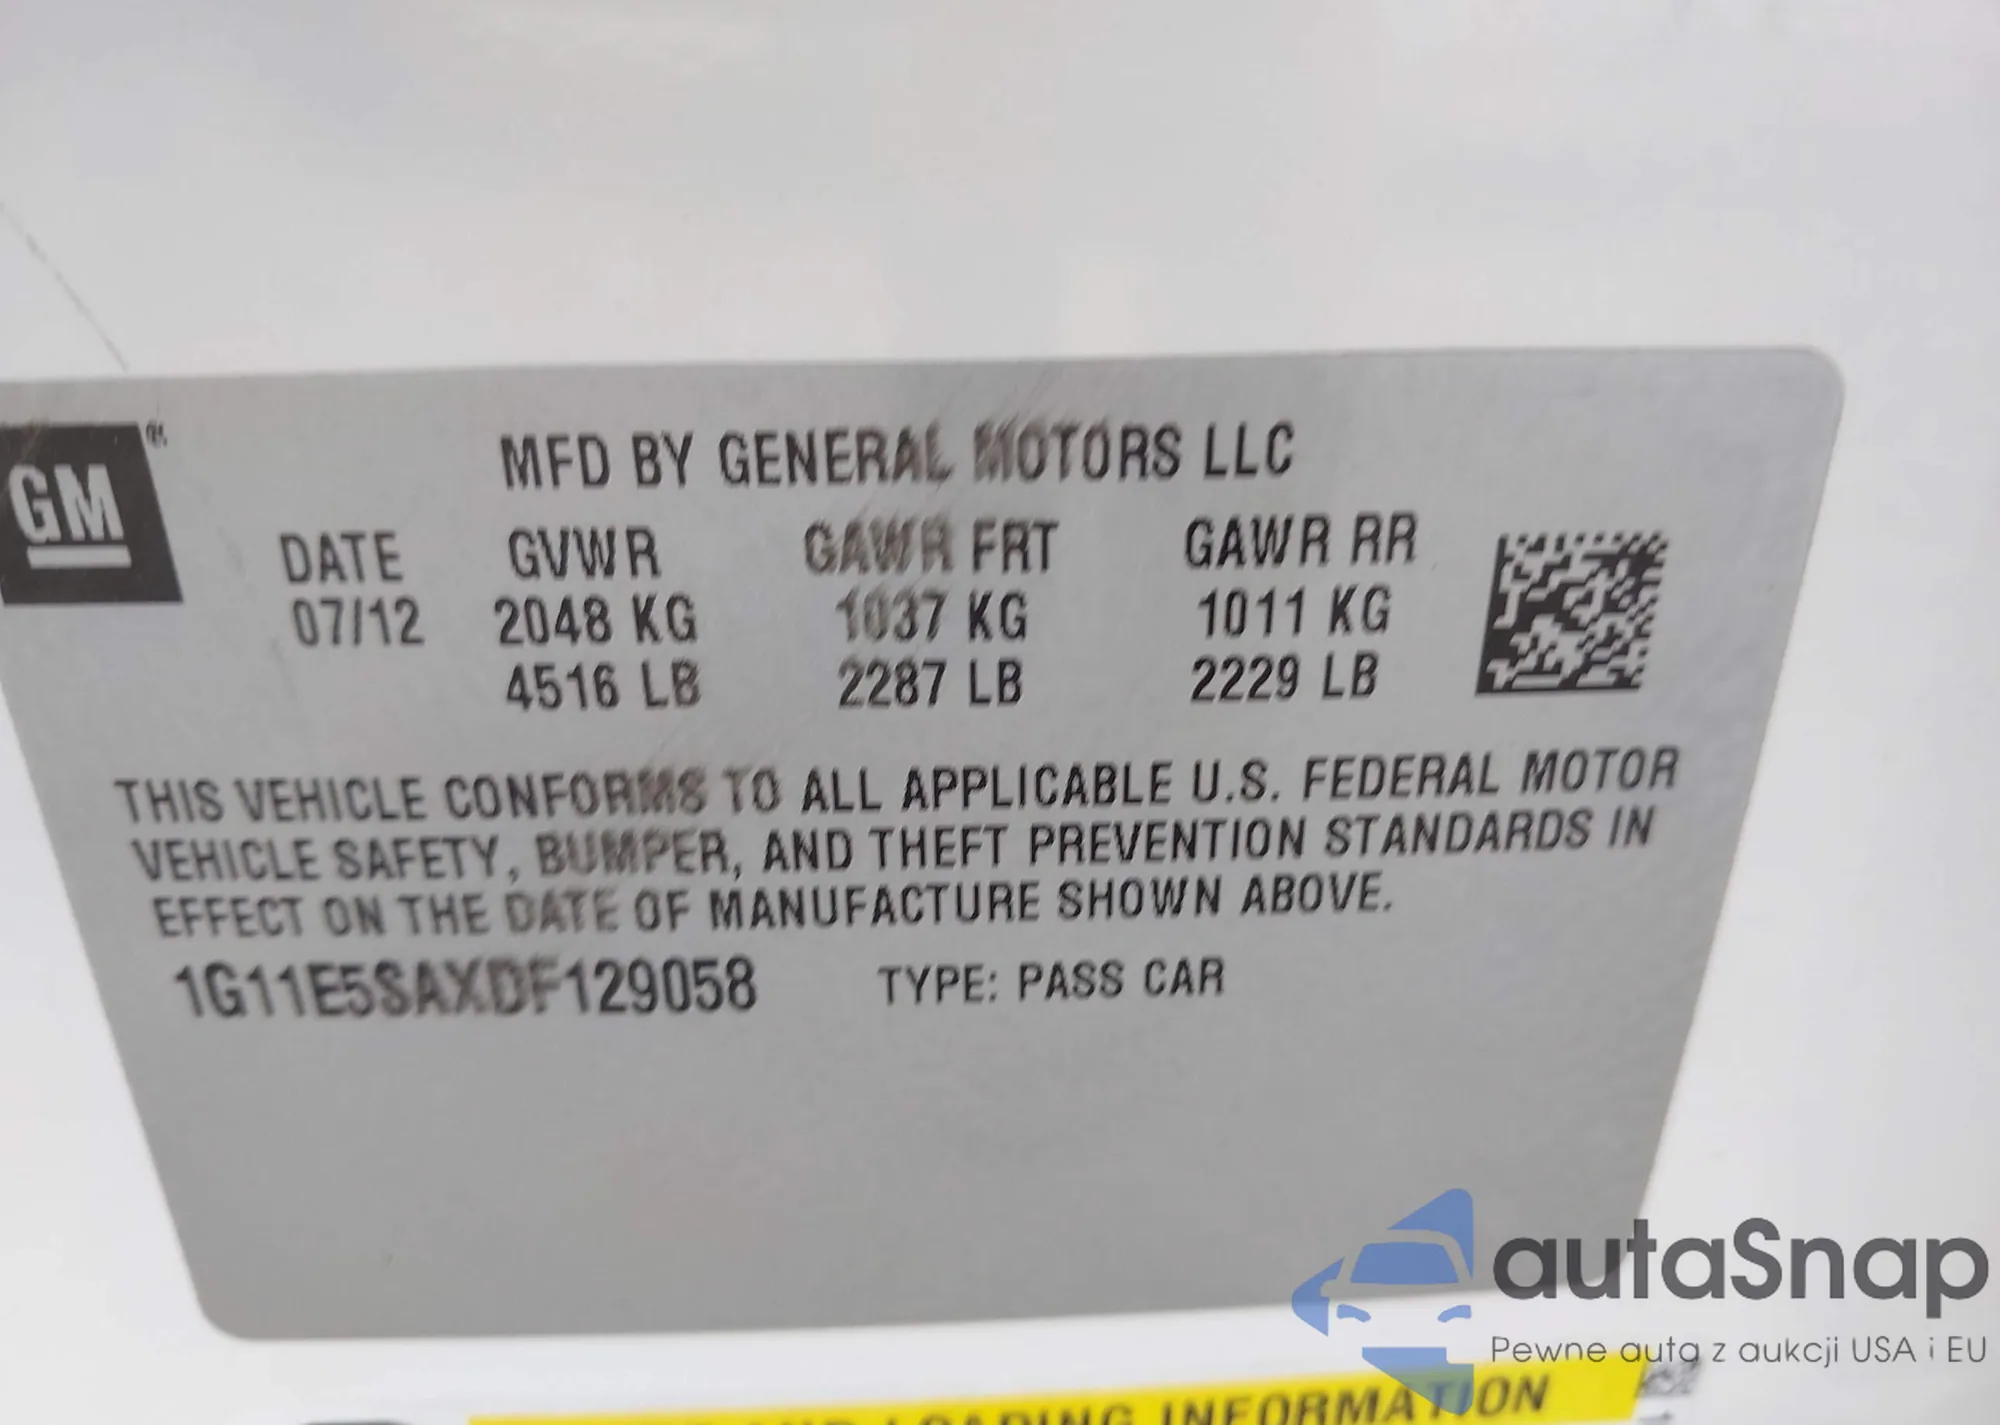 MFD BY GENERAL MOTORS LLC
GM
DATE GVWR GAWR FRT GAWR RR
07/12 2048 KG 1037 KG 1011 KG
4516 LB 2287 LB 2229 LB
THIS VEHICLE CONFORMS TO ALL APPLICABLE U.S. FEDERAL MOTOR
VEHICLE SAFETY, BUMPER, AND THEFT PREVENTION STANDARDS IN
EFFECT ON THE DATE OF MANUFACTURE SHOWN ABOVE.
1G11E5SAXDF129058 TYPE: PASS CAR
autaSnap
Pewne auta z aukcji USA i EU
AND LOADING INFORMATION